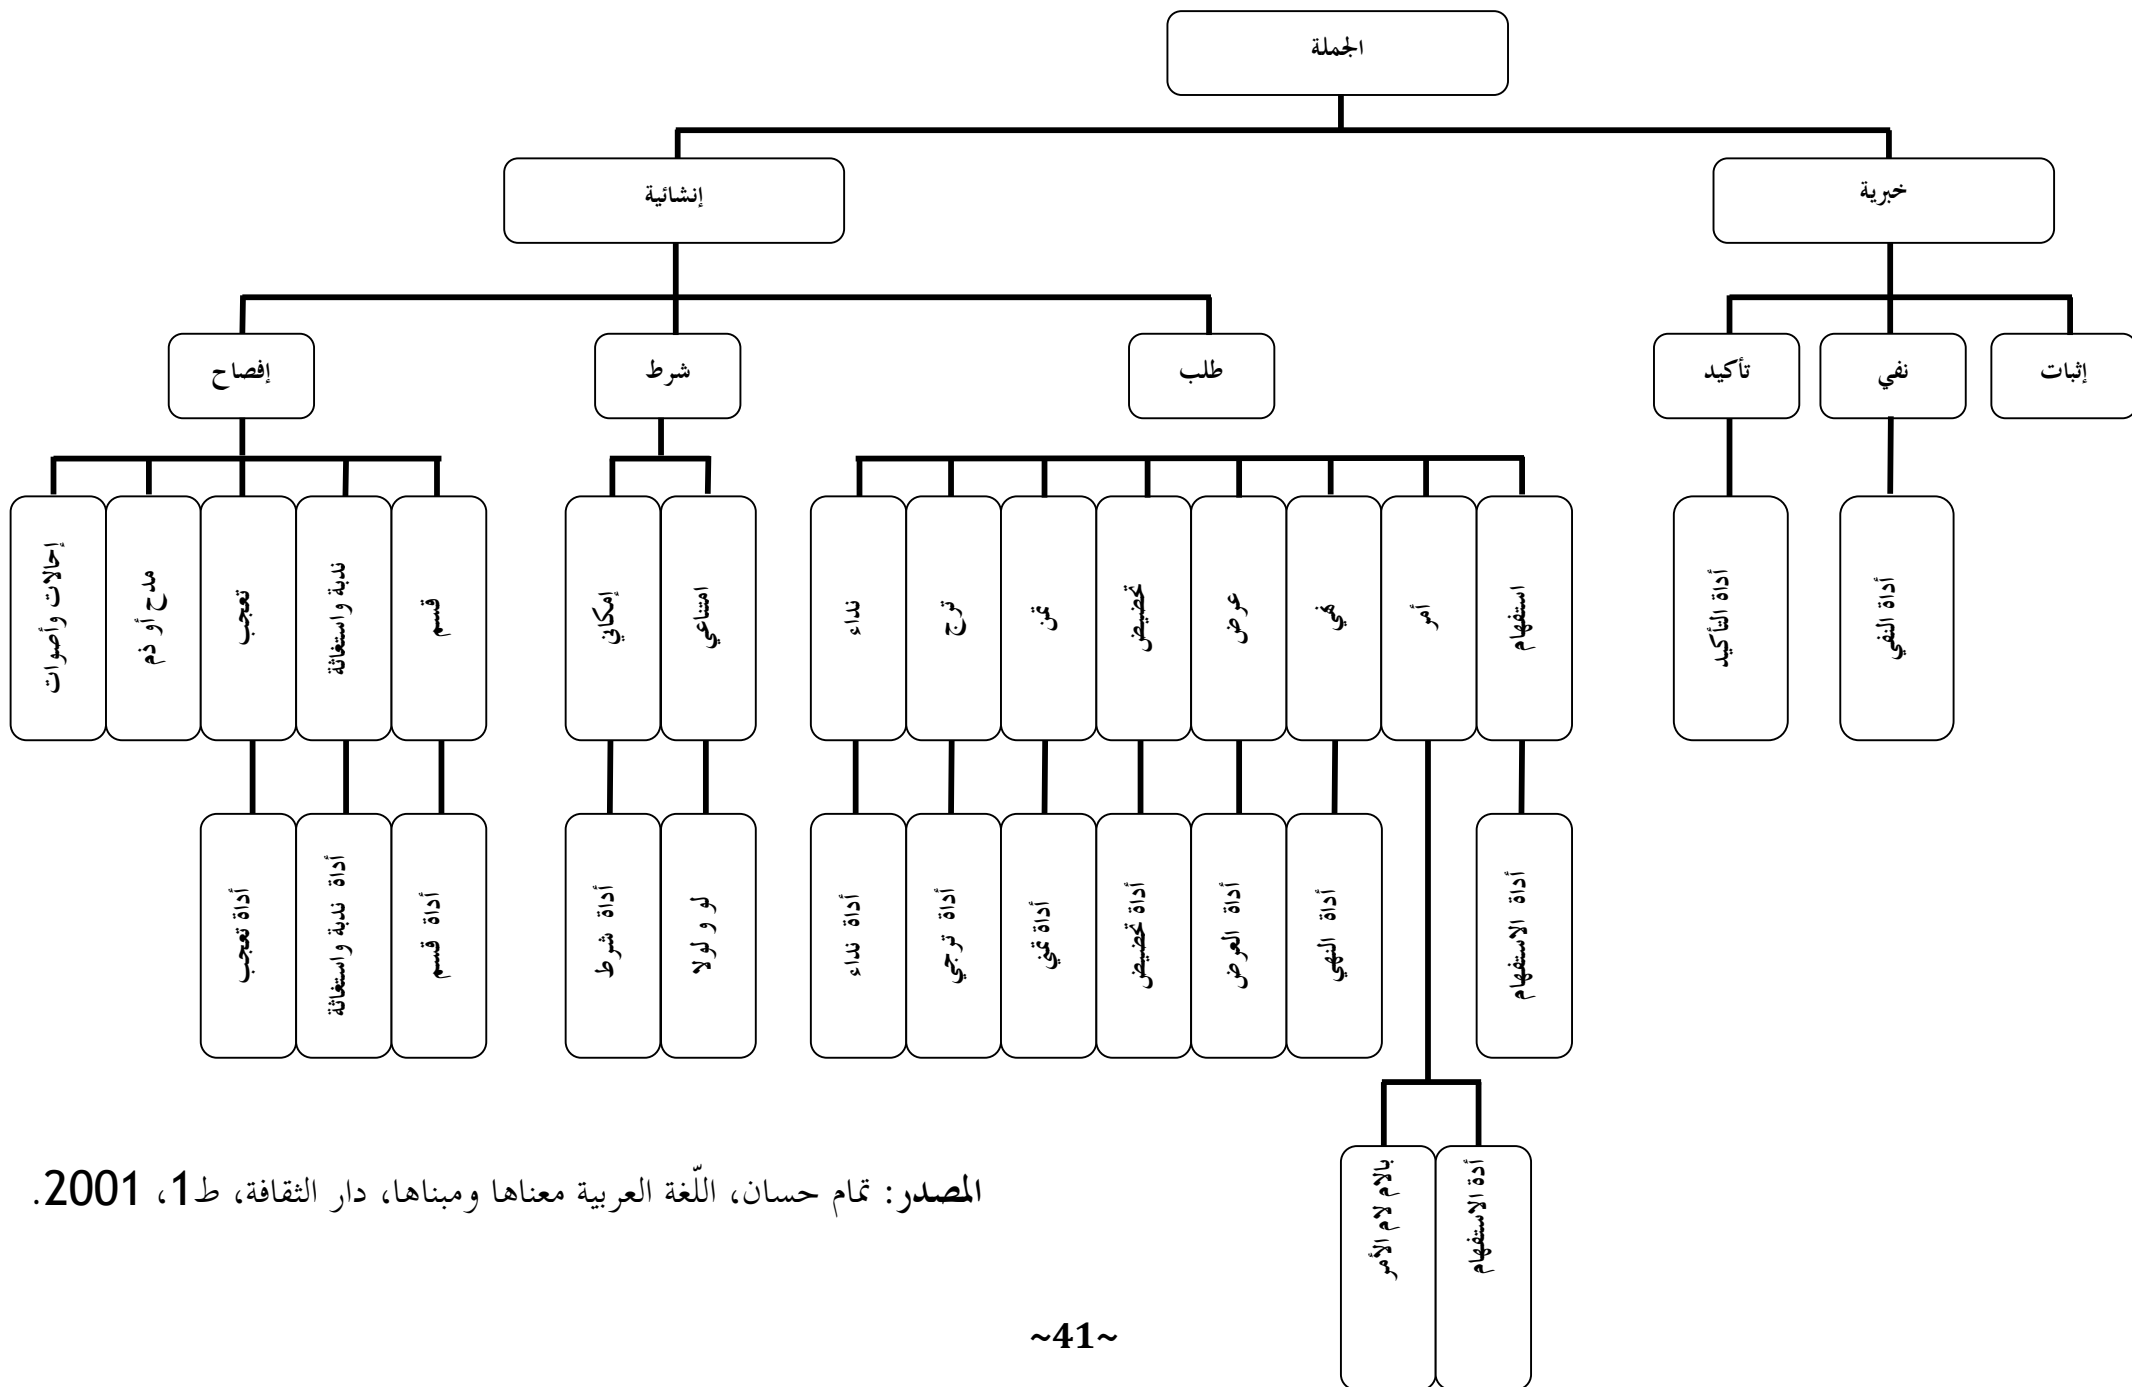 الجملة
خبرية
إنشائية
إثبات
نفي
تأكيد
طلب
شرط
إفصاح
أداة النفي
أداة التأكيد
استفهام
أمر
نهي
عرض
تحضيض
تمن
ترج
نداء
امتناعي
إمكاني
قسم
ندبة واستغاثة
تعجب
مدح أو ذم
إحالات وأصوات
أداة الاستفهام
أداة النهي
أداة العرض
أداة تحضيض
أداة تمني
أداة ترجي
أداة نداء
لو و لولا
أداة شرط
أداة قسم
أداة ندبة واستغاثة
أداة تعجب
أدة الاستفهام
بالام لام الأمر
المصدر: تمام حسان، اللّغة العربية معناها ومبناها، دار الثقافة، ط1، 2001.
~41~